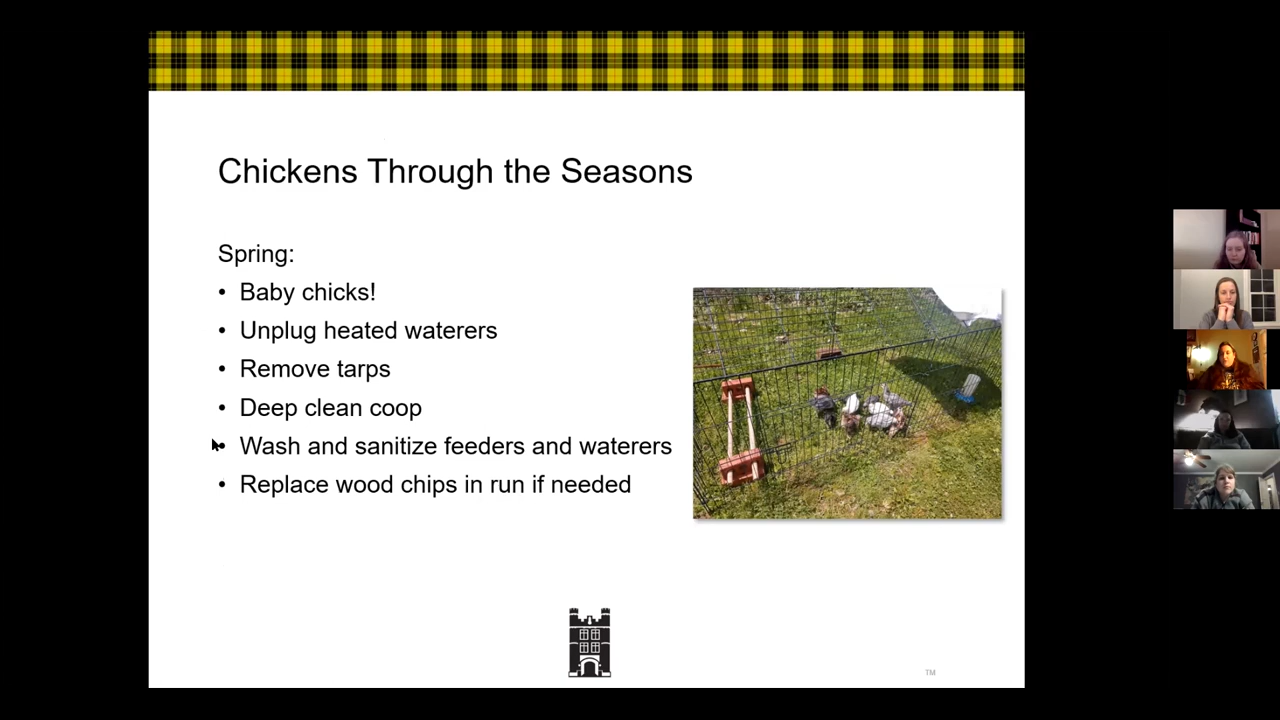 Chickens Through the Seasons
Spring:
• Baby chicks!
• Unplug heated waterers
• Remove tarps
• Deep clean coop
• Wash and sanitize feeders and waterers
• Replace wood chips in run if needed
TM